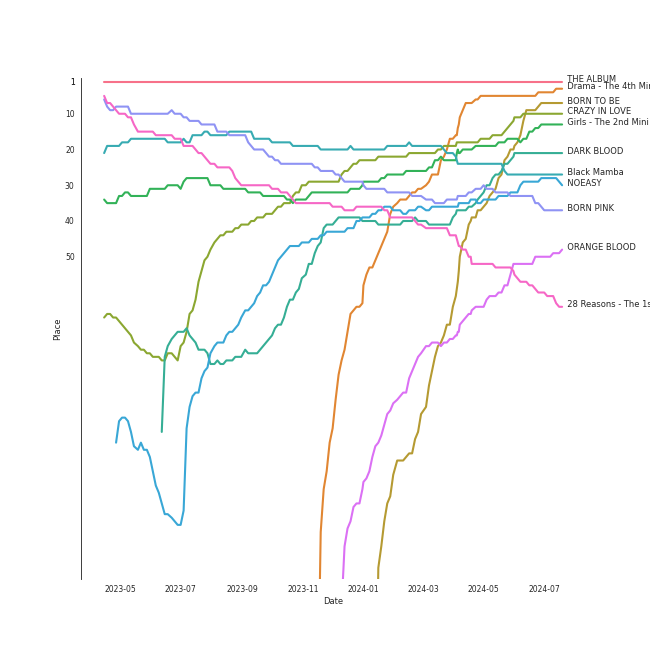 THE ALBUM
1
Drama - The 4th Mi
BORN TO BE
CRAZY IN LOVE
10
Girls - The 2nd Mini
20
DARK BLOOD
Black Mamba
30
NOEASY
BORN PINK
40
ORANGE BLOOD
50
28 Reasons - The 1s
Place
2023-05 2023-07 2023-09 2023-11 2024-01 2024-03 2024-05 2024-07
Date